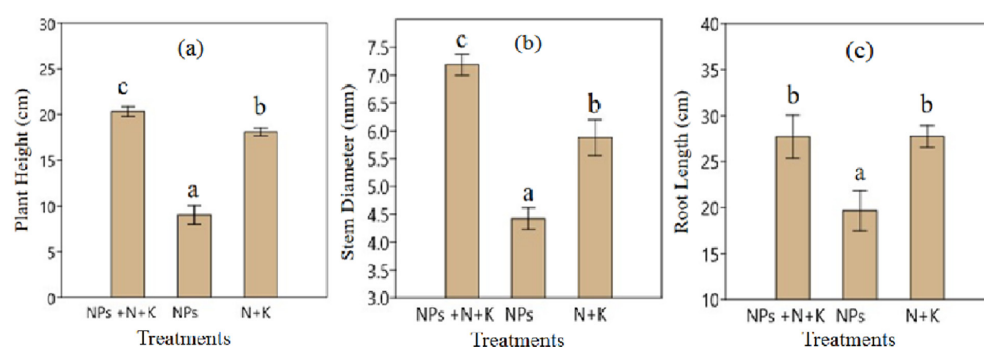 30
25
20
15
10
5
0
Plant Height (cm)
(a)
c
a
b
NPs +N+K NPs N+K
Treatments
7.5
7.0
6.5
6.0
5.5
5.0
4.5
4.0
3.5
3.0
Stem Diameter (mm)
(b)
c
a
b
NPs +N+K NPs N+K
Treatments
40
35
30
25
20
15
10
Root Length (cm)
(c)
b
a
b
NPs +N+K NPs N+K
Treatments